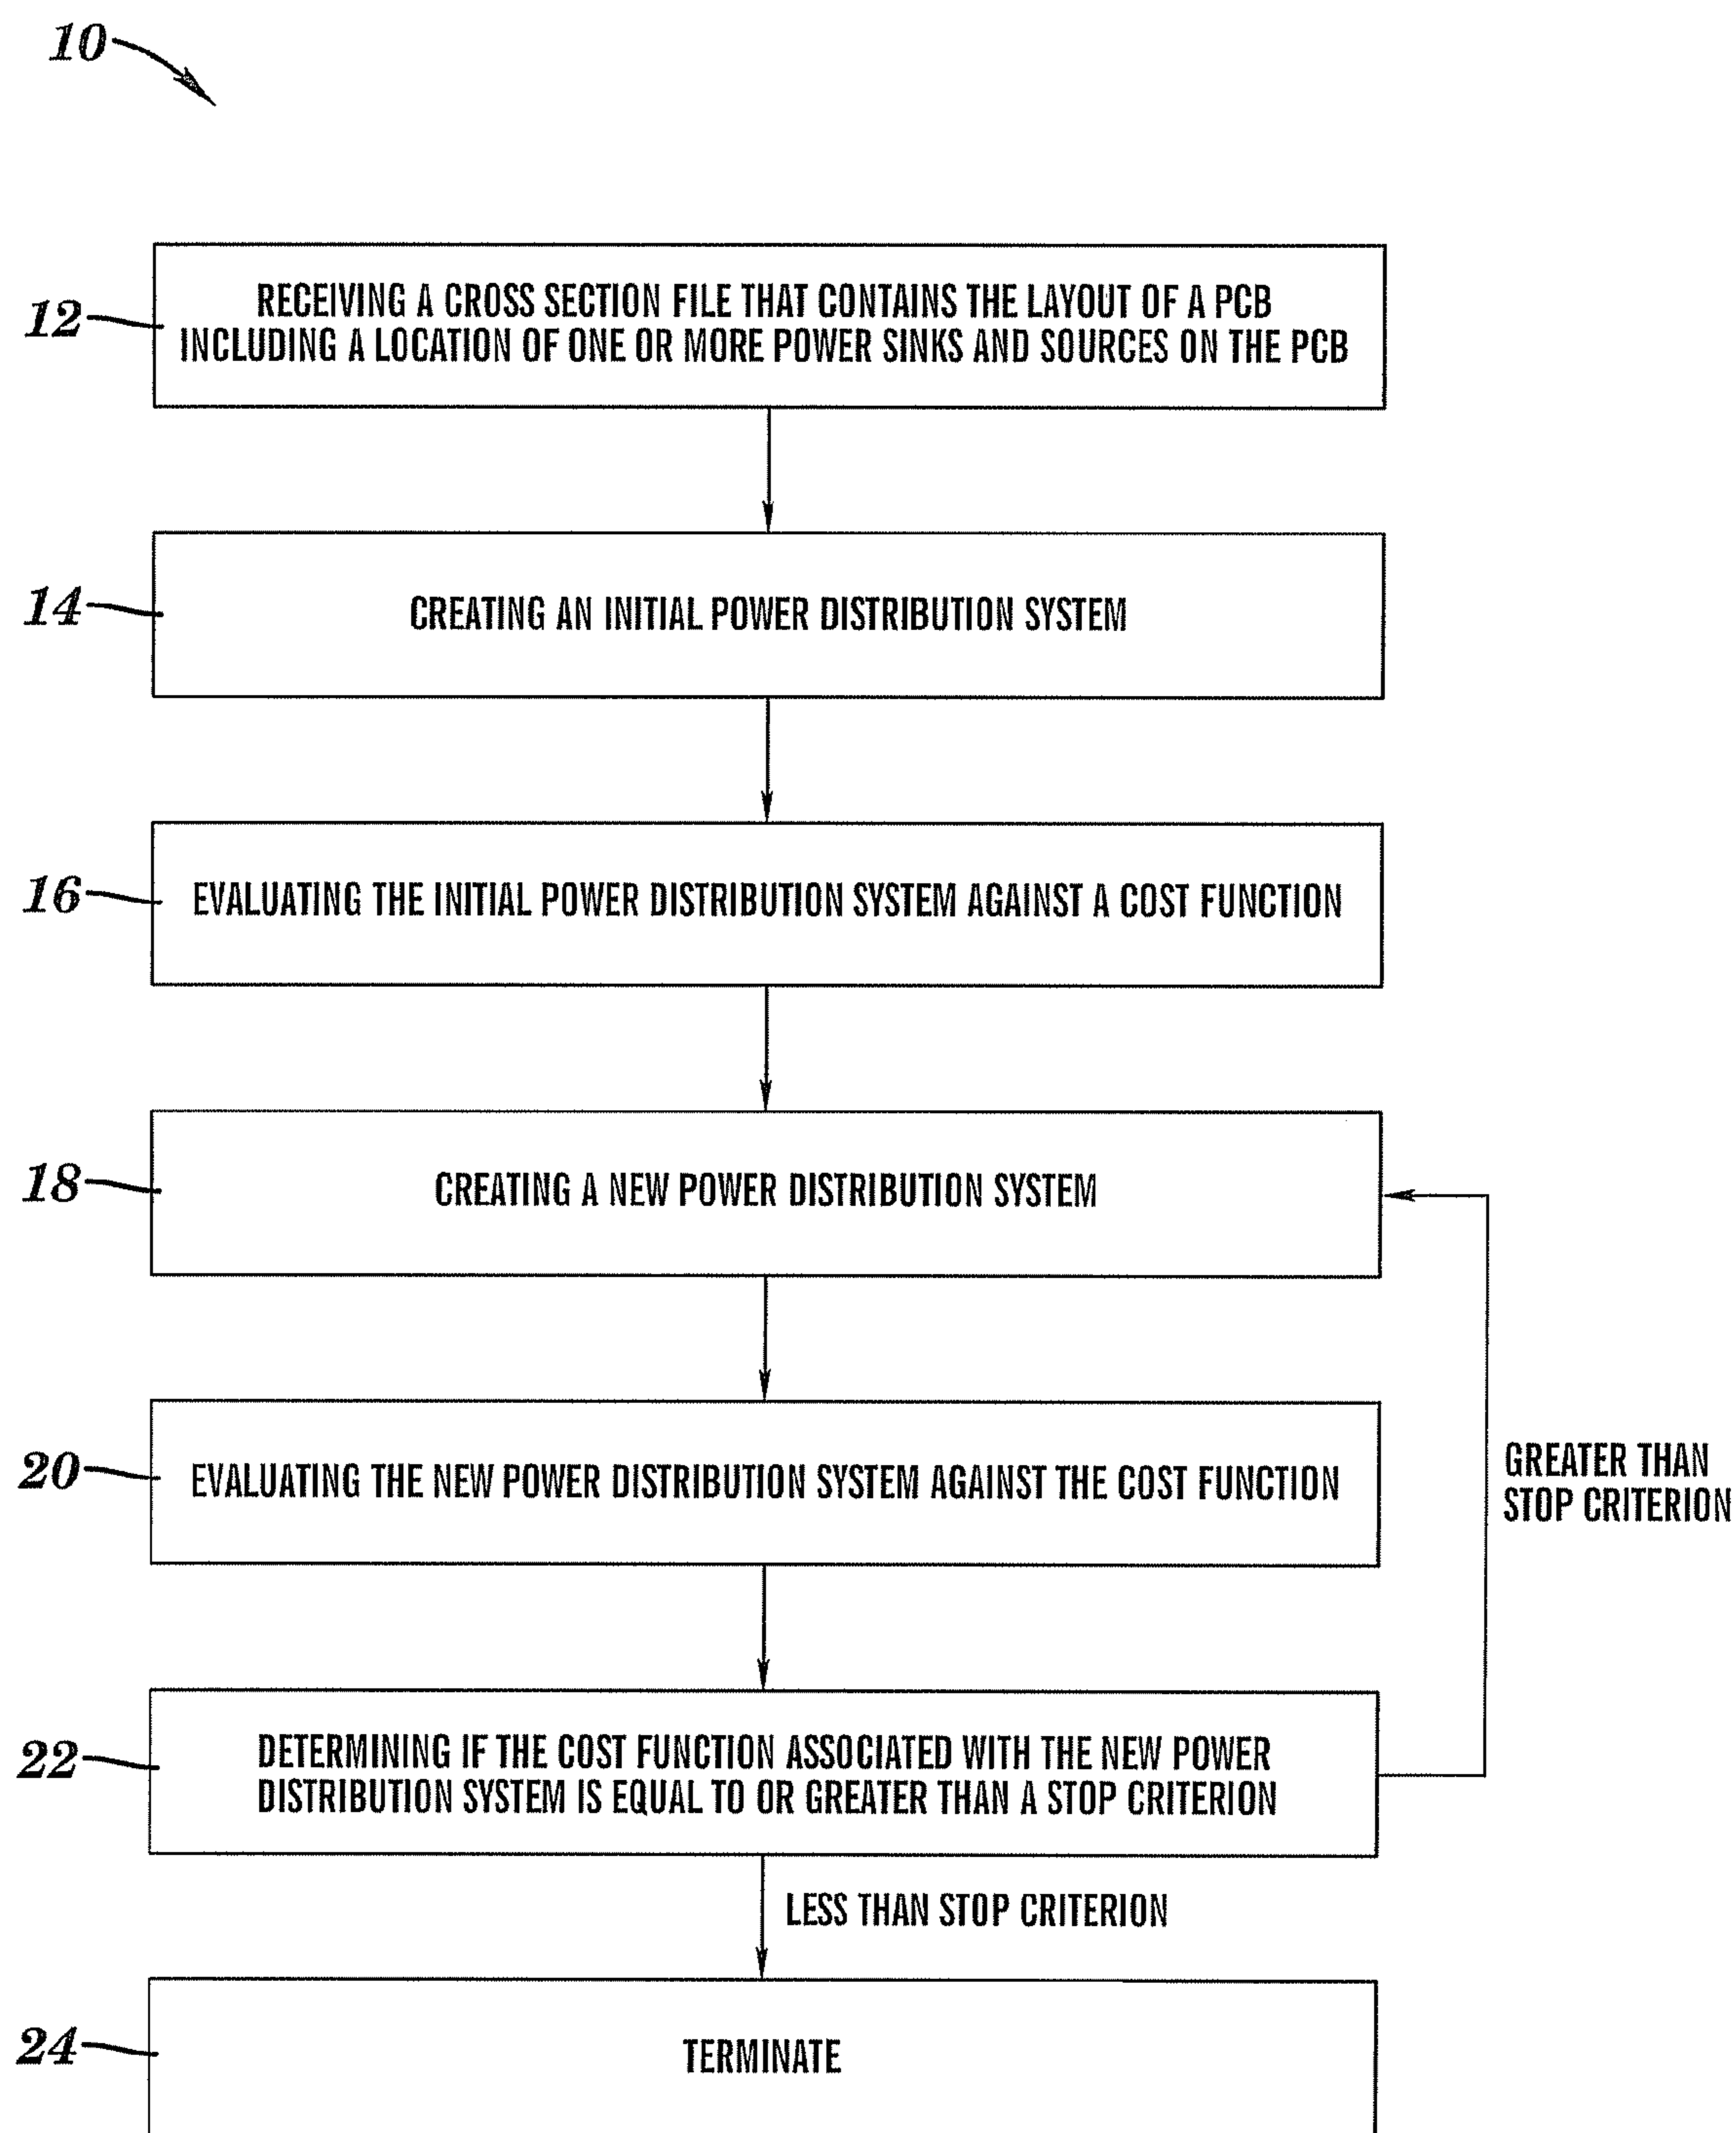 10
12
RECEIVING A CROSS SECTION FILE THAT CONTAINS THE LAYOUT OF A PCB
INCLUDING A LOCATION OF ONE OR MORE POWER SINKS AND SOURCES ON THE PCB
14
CREATING AN INITIAL POWER DISTRIBUTION SYSTEM
16
EVALUATING THE INITIAL POWER DISTRIBUTION SYSTEM AGAINST A COST FUNCTION
18
CREATING A NEW POWER DISTRIBUTION SYSTEM
20
EVALUATING THE NEW POWER DISTRIBUTION SYSTEM AGAINST THE COST FUNCTION
GREATER THAN
STOP CRITERION
22
DETERMINING IF THE COST FUNCTION ASSOCIATED WITH THE NEW POWER
DISTRIBUTION SYSTEM IS EQUAL TO OR GREATER THAN A STOP CRITERION
LESS THAN STOP CRITERION
24
TERMINATE